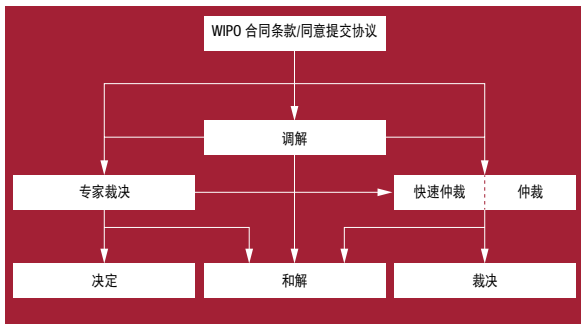 WIPO 合同条款/同意提交协议
调解
专家裁决
快速仲裁
仲裁
决定
和解
裁决